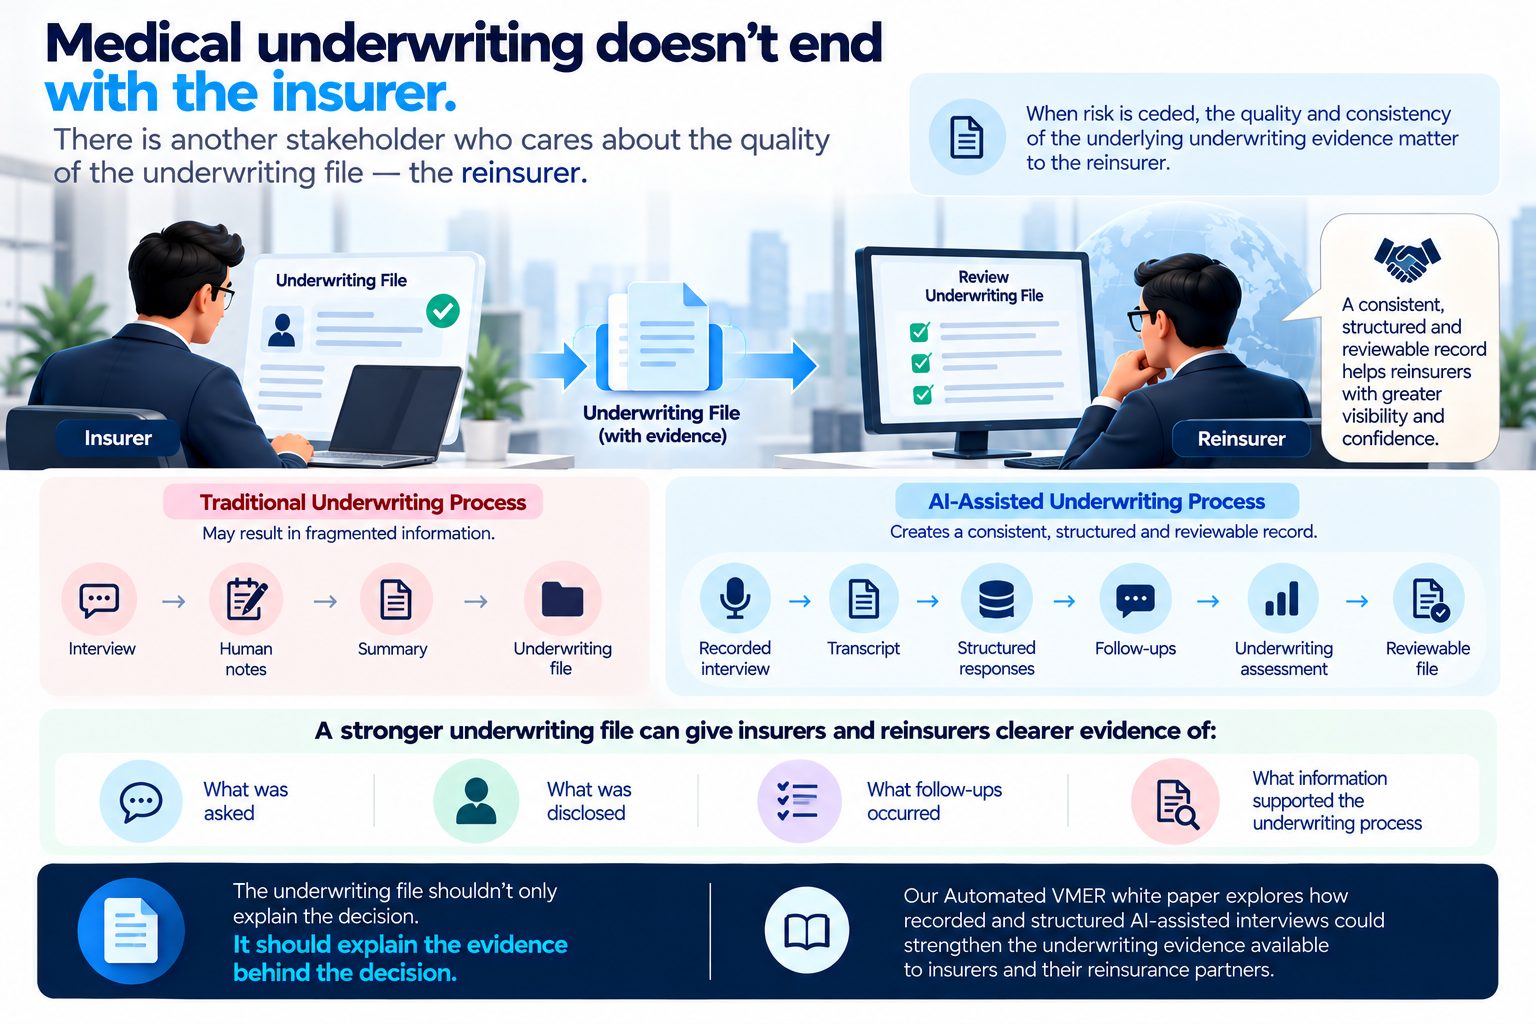 Medical underwriting doesn't end
with the insurer.
There is another stakeholder who cares about the quality
of the underwriting file — the reinsurer.
When risk is ceded, the quality and consistency
of the underlying underwriting evidence matter
to the reinsurer.
Underwriting File
Insurer
Underwriting File
(with evidence)
Review
Underwriting File
Reinsurer
A consistent,
structured and
reviewable record
helps reinsurers
with greater
visibility and
confidence.
Traditional Underwriting Process
May result in fragmented information.
Interview
Human
notes
Summary
Underwriting
file
AI-Assisted Underwriting Process
Creates a consistent, structured and reviewable record.
Recorded
interview
Transcript
Structured
responses
Follow-ups
Underwriting
assessment
Reviewable
file
A stronger underwriting file can give insurers and reinsurers clearer evidence of:
What was
asked
What was
disclosed
What follow-ups
occurred
What information
supported the
underwriting process
The underwriting file shouldn't only
explain the decision.
It should explain the evidence
behind the decision.
Our Automated VMER white paper explores how
recorded and structured AI-assisted interviews could
strengthen the underwriting evidence available
to insurers and their reinsurance partners.